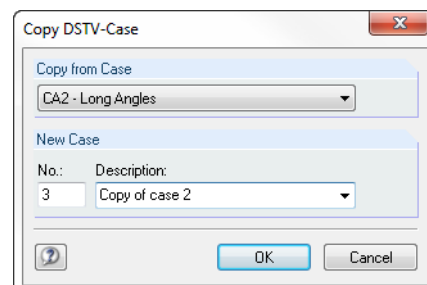 Copy DSTV-Case
Copy from Case
CA2 - Long Angles
New Case
No.: Description:
3 Copy of case 2
OK Cancel